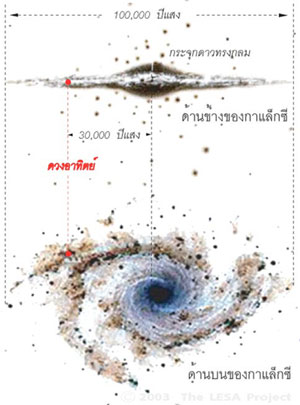 100,000 ปีแสง
กระจุกดาวทรงกลม
ด้านข้างของกาแล็กซี
30,000 ปีแสง
ดวงอาทิตย์
ด้านบนของกาแล็กซี
© 2003 The LESA Project